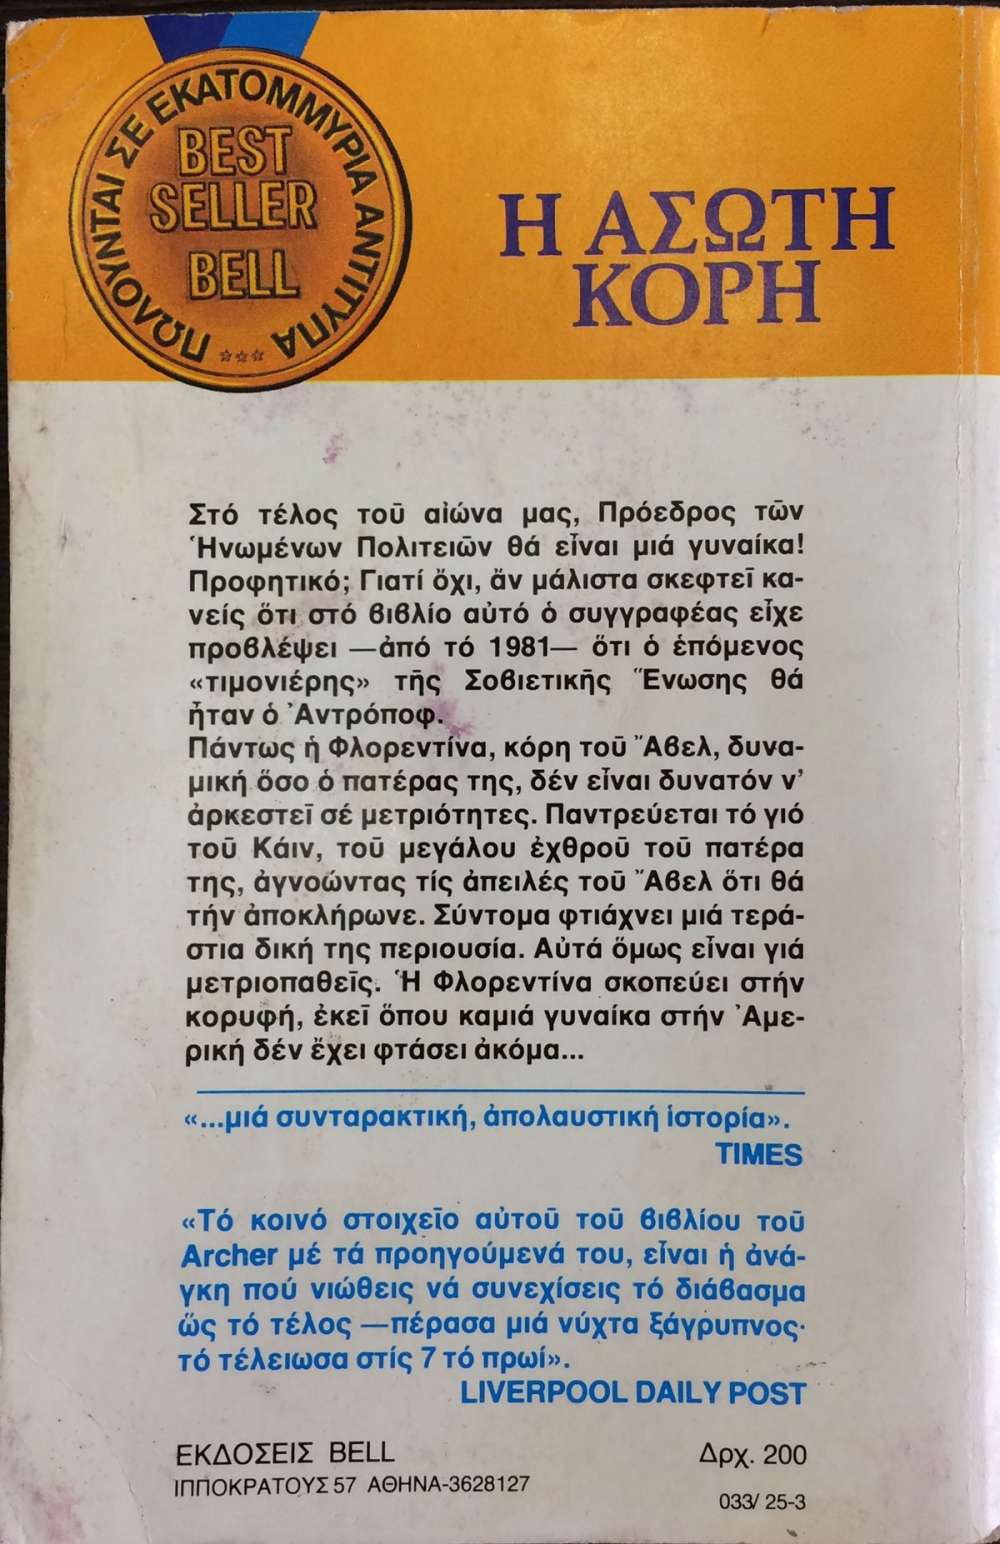 ΠΩΛΟΥΝΤΑΙ ΣΕ ΕΚΑΤΟΜΜΥΡΙΑ ΑΝΤΙΤΥΠΑ
BEST
SELLER
BELL
Η ΑΣΩΤΗ
ΚΟΡΗ
Στό τέλος τοῦ αἰώνα μας, Πρόεδρος τῶν
Ἡνωμένων Πολιτειῶν θά εἶναι μιά γυναίκα!
Προφητικό; Γιατί ὄχι, ἄν μάλιστα σκεφτεῖ κα-
νείς ὅτι στό βιβλίο αὐτό ὁ συγγραφέας εἶχε
προβλέψει —ἀπό τό 1981— ὅτι ὁ ἑπόμενος
«τιμονιέρης» τῆς Σοβιετικῆς Ἕνωσης θά
ἦταν ὁ Ἀντρόποφ.
Πάντως ἡ Φλορεντίνα, κόρη τοῦ Ἄβελ, δυνα-
μική ὅσο ὁ πατέρας της, δέν εἶναι δυνατόν ν’
ἀρκεστεῖ σέ μετριότητες. Παντρεύεται τό γιό
τοῦ Κάιν, τοῦ μεγάλου ἐχθροῦ τοῦ πατέρα
της, ἀγνοώντας τίς ἀπειλές τοῦ Ἄβελ ὅτι θά
τήν ἀποκλήρωνε. Σύντομα φτιάχνει μιά τερά-
στια δική της περιουσία. Αὐτά ὅμως εἶναι γιά
μετριοπαθεῖς. Ἡ Φλορεντίνα σκοπεύει στήν
κορυφή, ἐκεῖ ὅπου καμιά γυναίκα στήν Ἀμε-
ρική δέν ἔχει φτάσει ἀκόμα...
«...μιά συνταρακτική, ἀπολαυστική ἱστορία».
TIMES
«Τό κοινό στοιχεῖο αὐτοῦ τοῦ βιβλίου τοῦ
Archer μέ τά προηγούμενά του, εἶναι ἡ ἀνά-
γκη πού νιώθεις νά συνεχίσεις τό διάβασμα
ὥς τό τέλος —πέρασα μιά νύχτα ξάγρυπνος·
τό τέλειωσα στίς 7 τό πρωί».
LIVERPOOL DAILY POST
ΕΚΔΟΣΕΙΣ BELL
ΙΠΠΟΚΡΑΤΟΥΣ 57 ΑΘΗΝΑ-3628127
Δρχ. 200
033/ 25-3